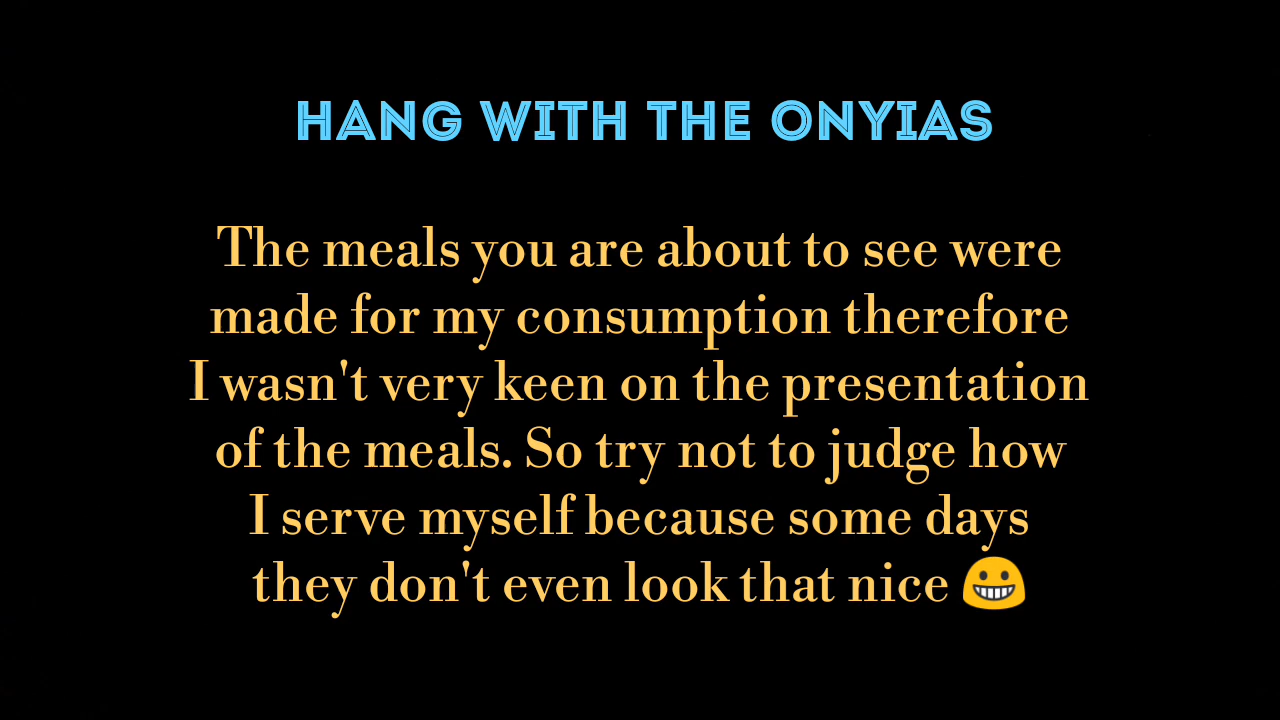 HANG WITH THE ONYIAS
The meals you are about to see were
made for my consumption therefore
I wasn't very keen on the presentation
of the meals. So try not to judge how
I serve myself because some days
they don't even look that nice 😀